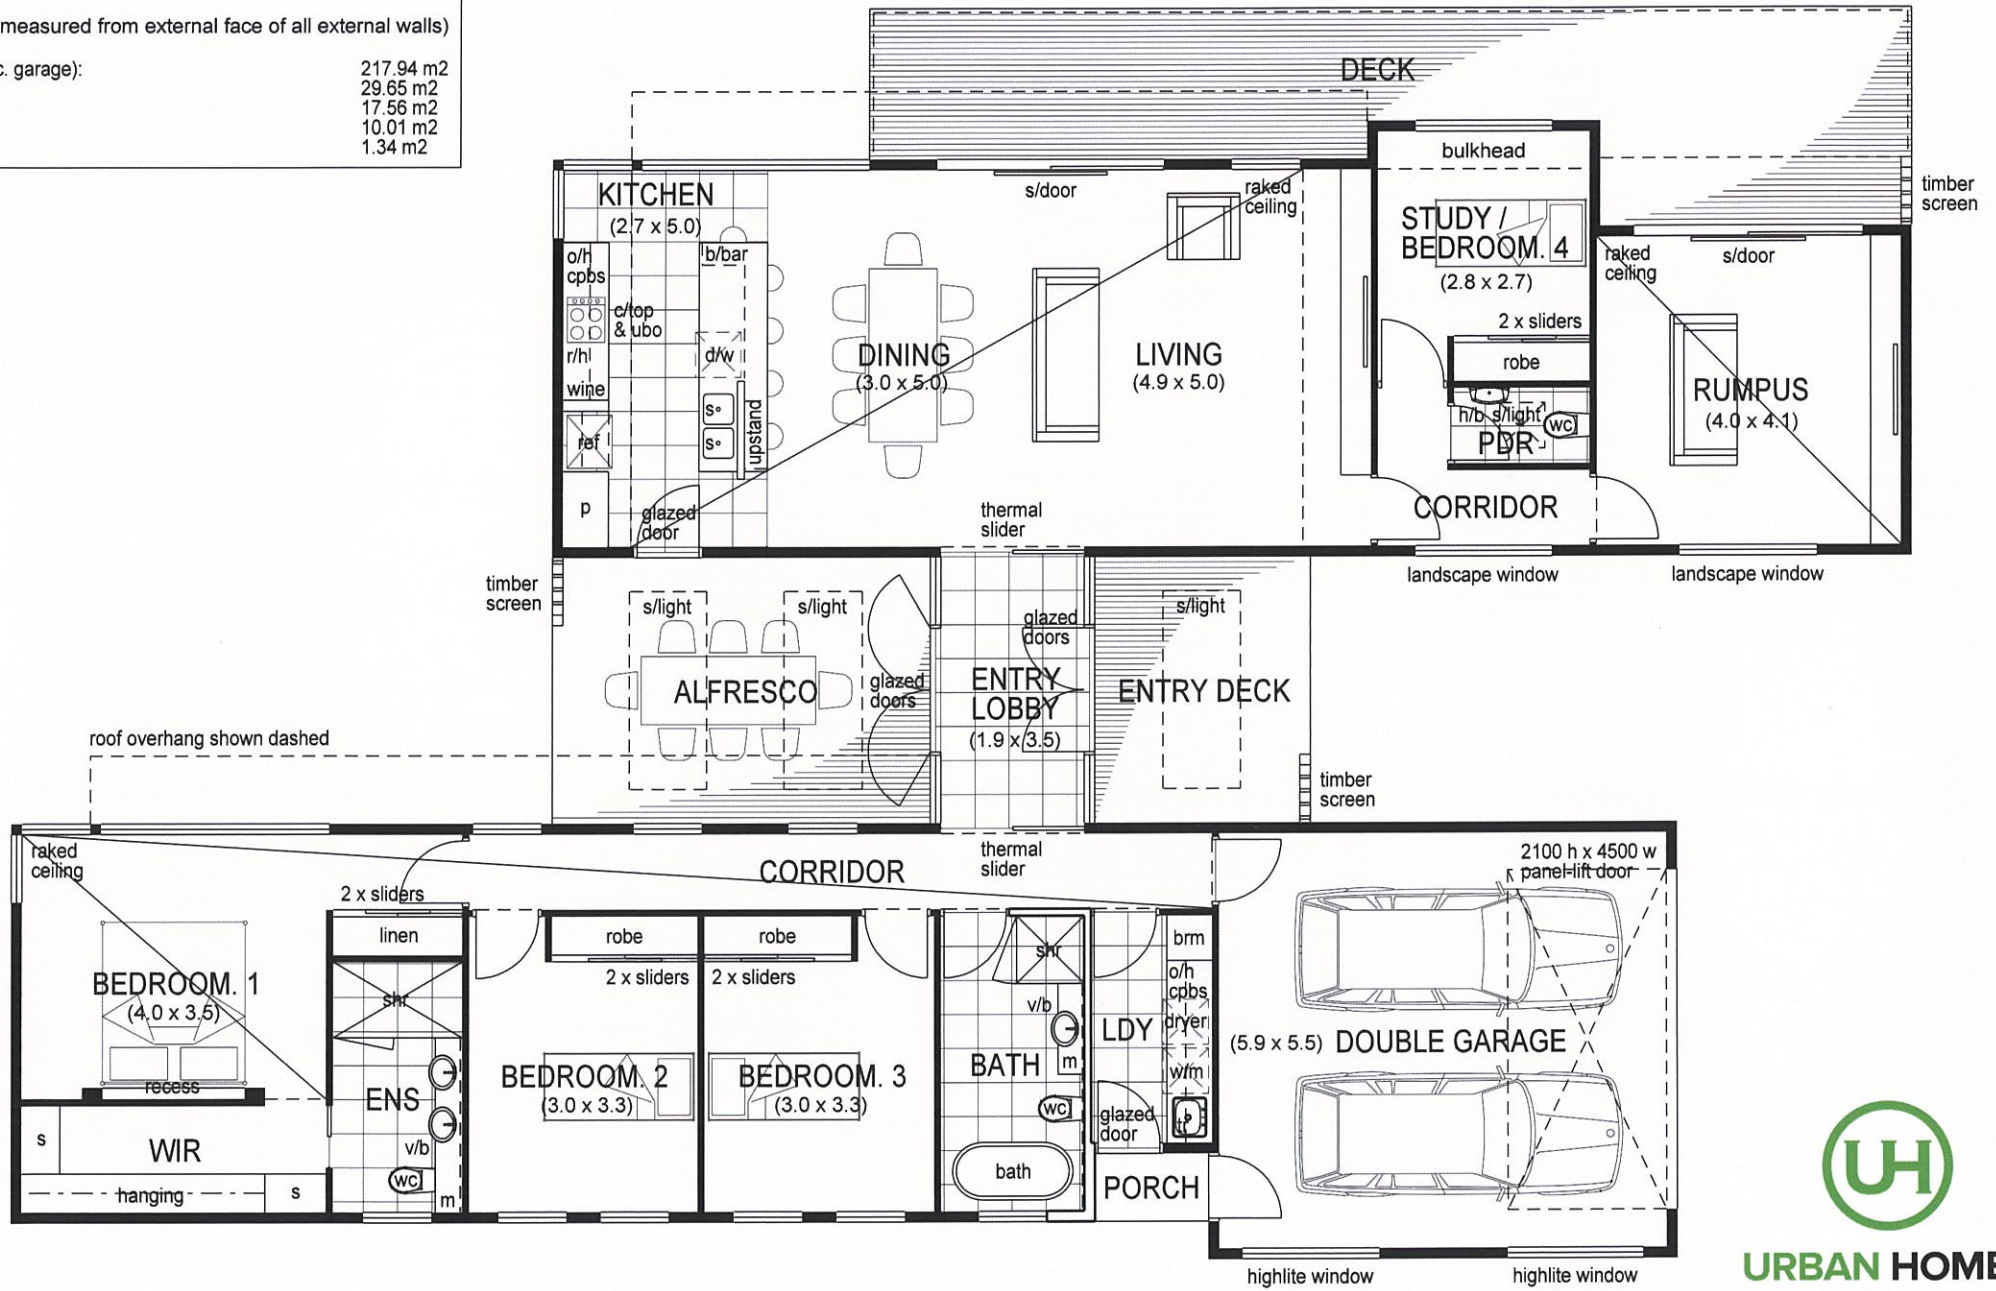 measured from external face of all external walls)
c. garage):
217.94 m2
29.65 m2
17.56 m2
10.01 m2
1.34 m2
DECK
KITCHEN
(2.7 x 5.0)
s/door
raked
ceiling
bulkhead
timber
screen
STUDY /
BEDROOM. 4
(2.8 x 2.7)
raked
ceiling
s/door
o/h
cpbs
b/bar
c/top
& ubo
r/h
d/w
wine
DINING
(3.0 x 5.0)
LIVING
(4.9 x 5.0)
2 x sliders
robe
RUMPUS
(4.0 x 4.1)
s
s
upstand
ref
h/b
s/light
wc
PDR
p
glazed
door
thermal
slider
CORRIDOR
landscape window
landscape window
timber
screen
s/light
s/light
glazed
doors
s/light
ALFRESCO
glazed
doors
ENTRY
LOBBY
(1.9 x 3.5)
ENTRY DECK
roof overhang shown dashed
timber
screen
raked
ceiling
CORRIDOR
thermal
slider
2100 h x 4500 w
panel-lift door
2 x sliders
linen
robe
robe
shr
brm
2 x sliders
2 x sliders
o/h
cpbs
BEDROOM. 1
(4.0 x 3.5)
shr
v/b
LDY
dryer
(5.9 x 5.5) DOUBLE GARAGE
recess
ENS
BEDROOM. 2
(3.0 x 3.3)
BEDROOM. 3
(3.0 x 3.3)
BATH
m
w/m
wc
glazed
door
tr
s
WIR
v/b
wc
bath
PORCH
hanging
s
m
highlite window
highlite window
UH
URBAN HOME